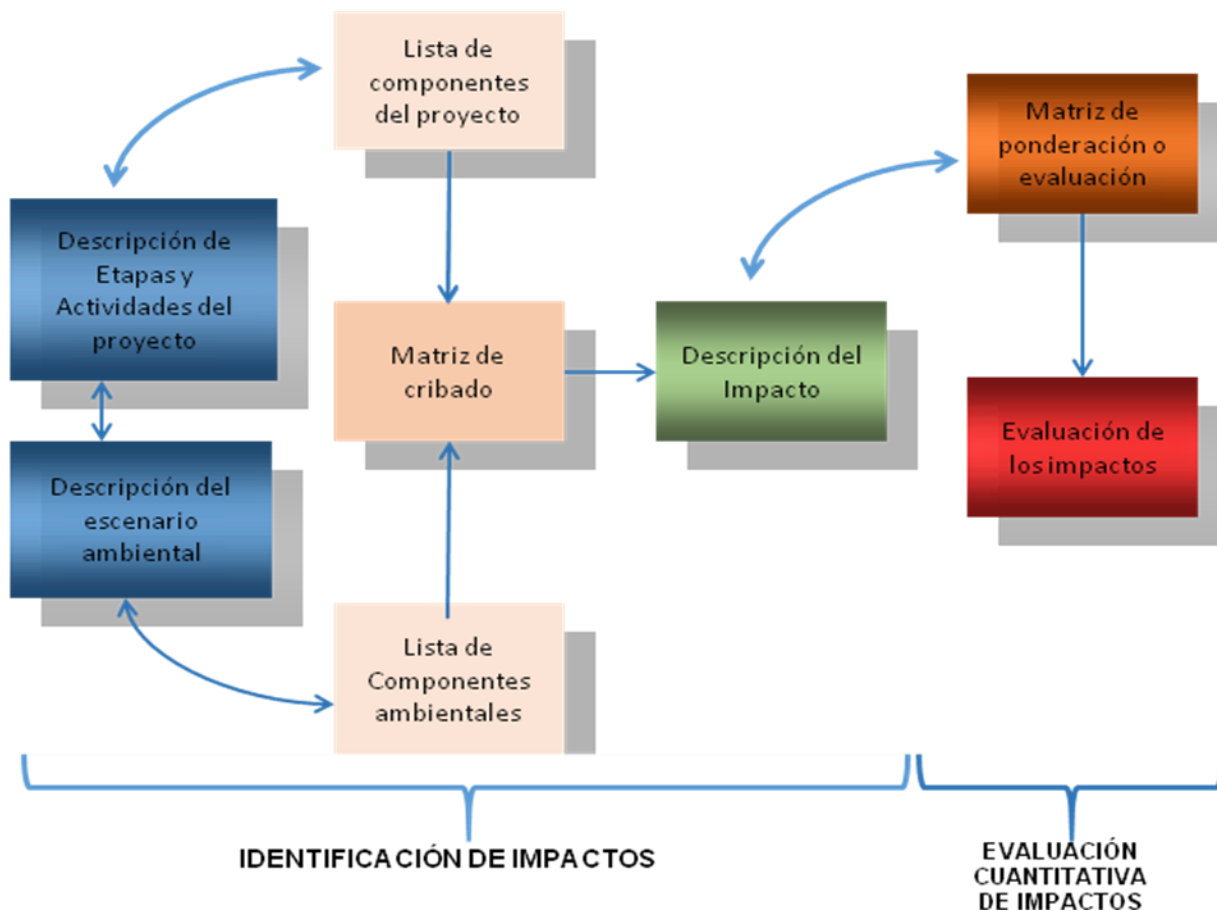 Lista de
componentes
del proyecto
Matriz de
ponderación o
evaluación
Descripción de
Etapas y
Actividades del
proyecto
Matriz de
cribado
Descripción del
Impacto
Evaluación de
los impactos
Descripción del
escenario
ambiental
Lista de
Componentes
ambientales
IDENTIFICACIÓN DE IMPACTOS
EVALUACIÓN
CUANTITATIVA
DE IMPACTOS